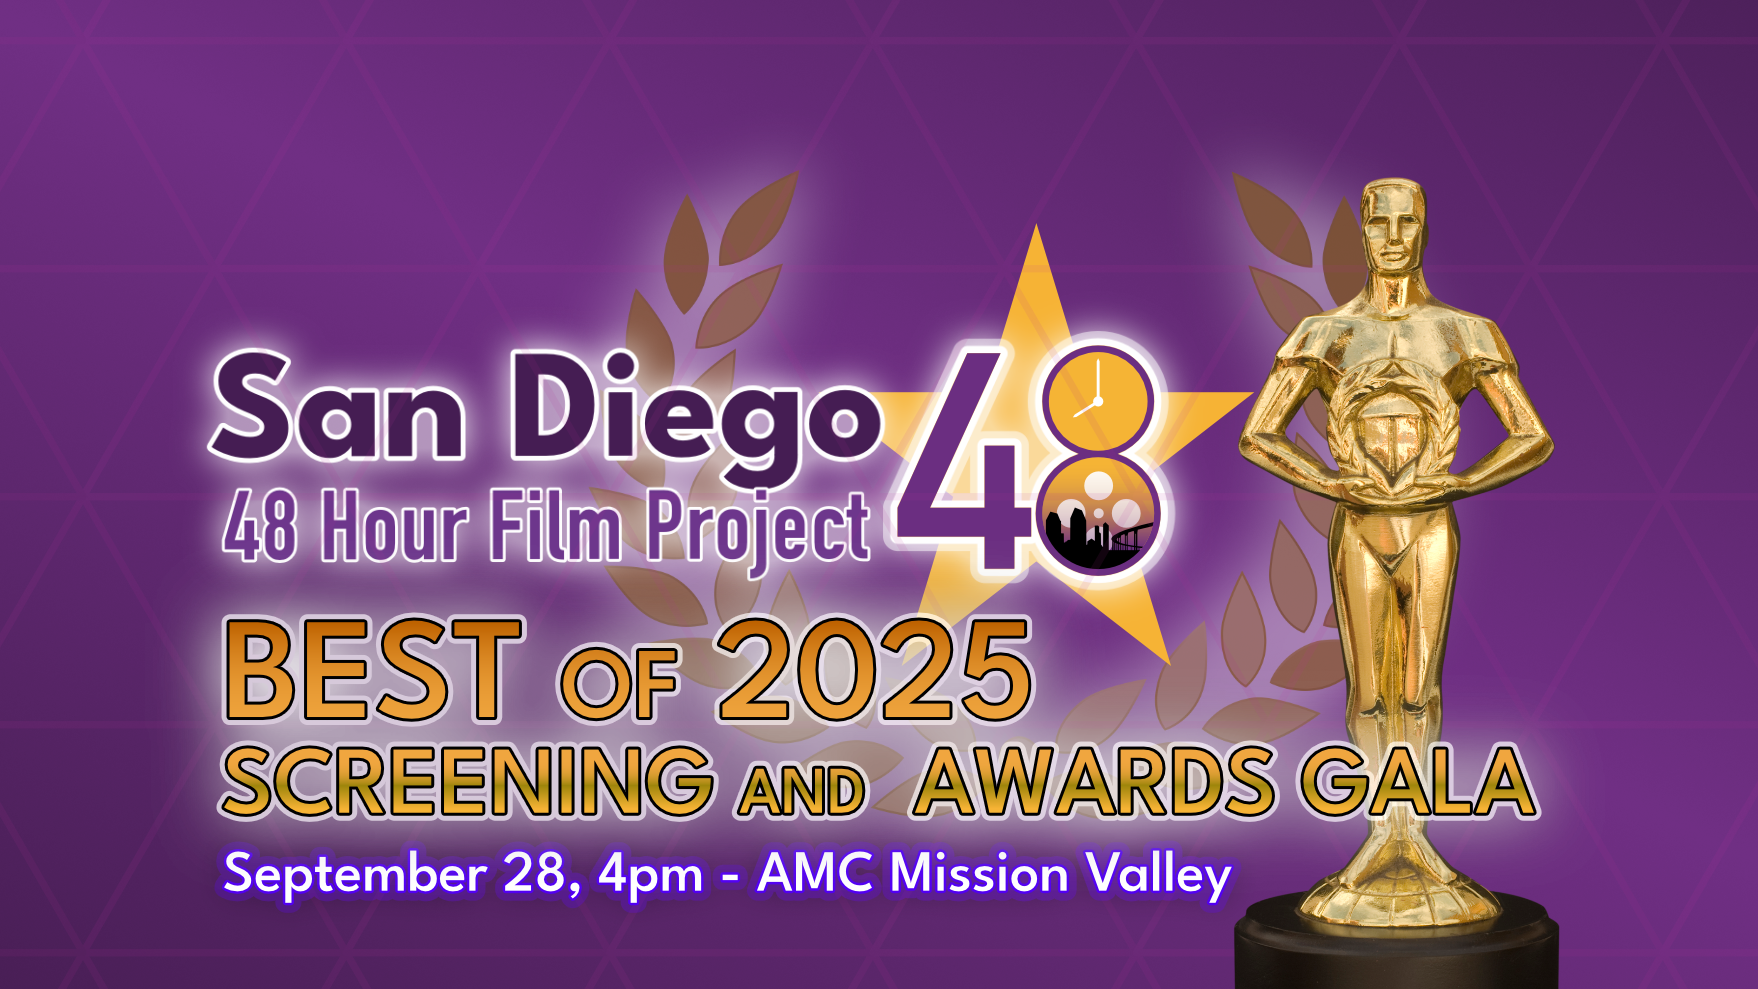 San Diego
48 Hour Film Project
48
BEST OF 2025
SCREENING AND AWARDS GALA
September 28, 4pm - AMC Mission Valley